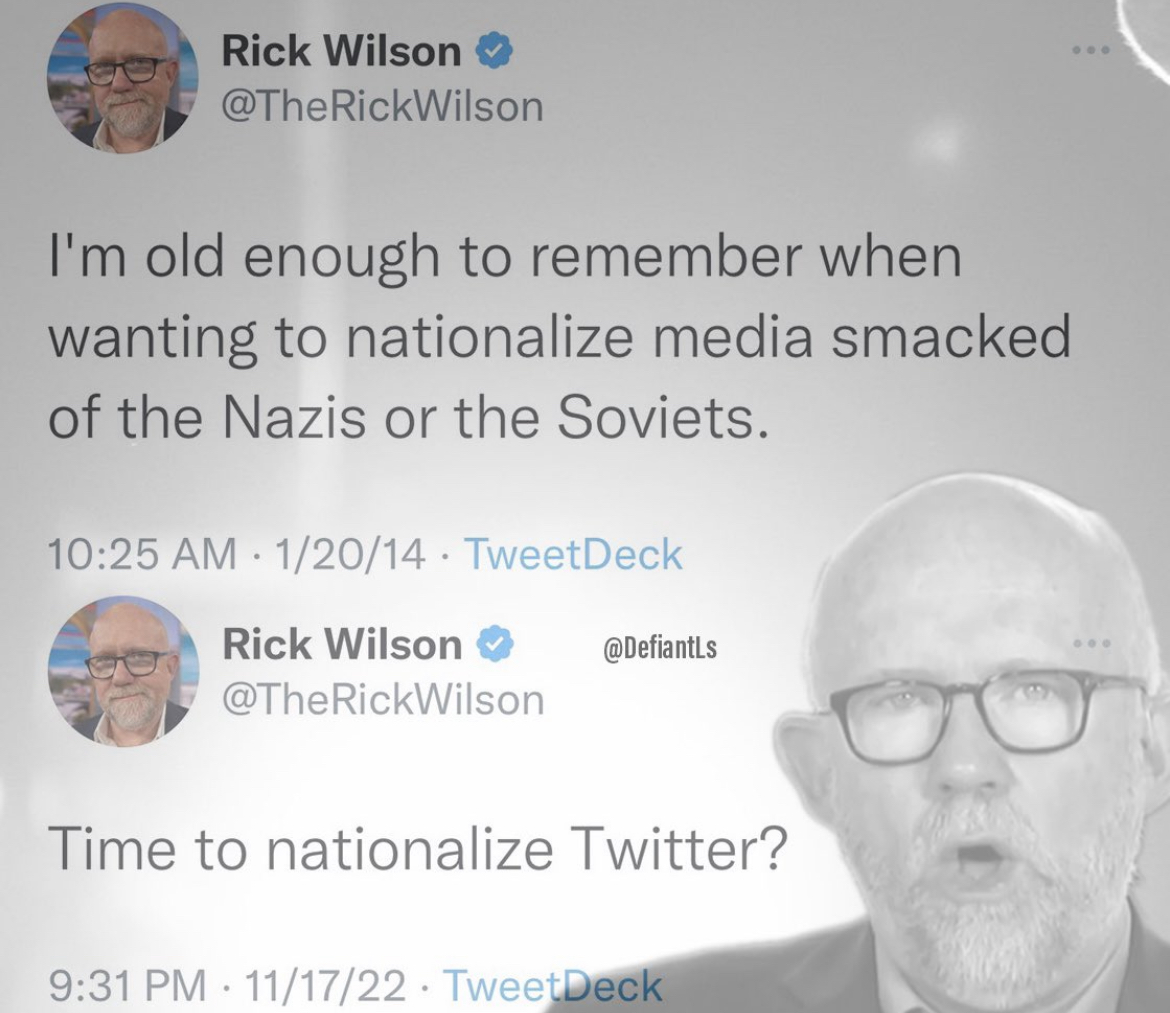 Rick Wilson
@TheRickWilson
I'm old enough to remember when
wanting to nationalize media smacked
of the Nazis or the Soviets.
10:25 AM · 1/20/14 · TweetDeck
Rick Wilson @DefiantLs
@TheRickWilson
Time to nationalize Twitter?
9:31 PM · 11/17/22 · TweetDeck